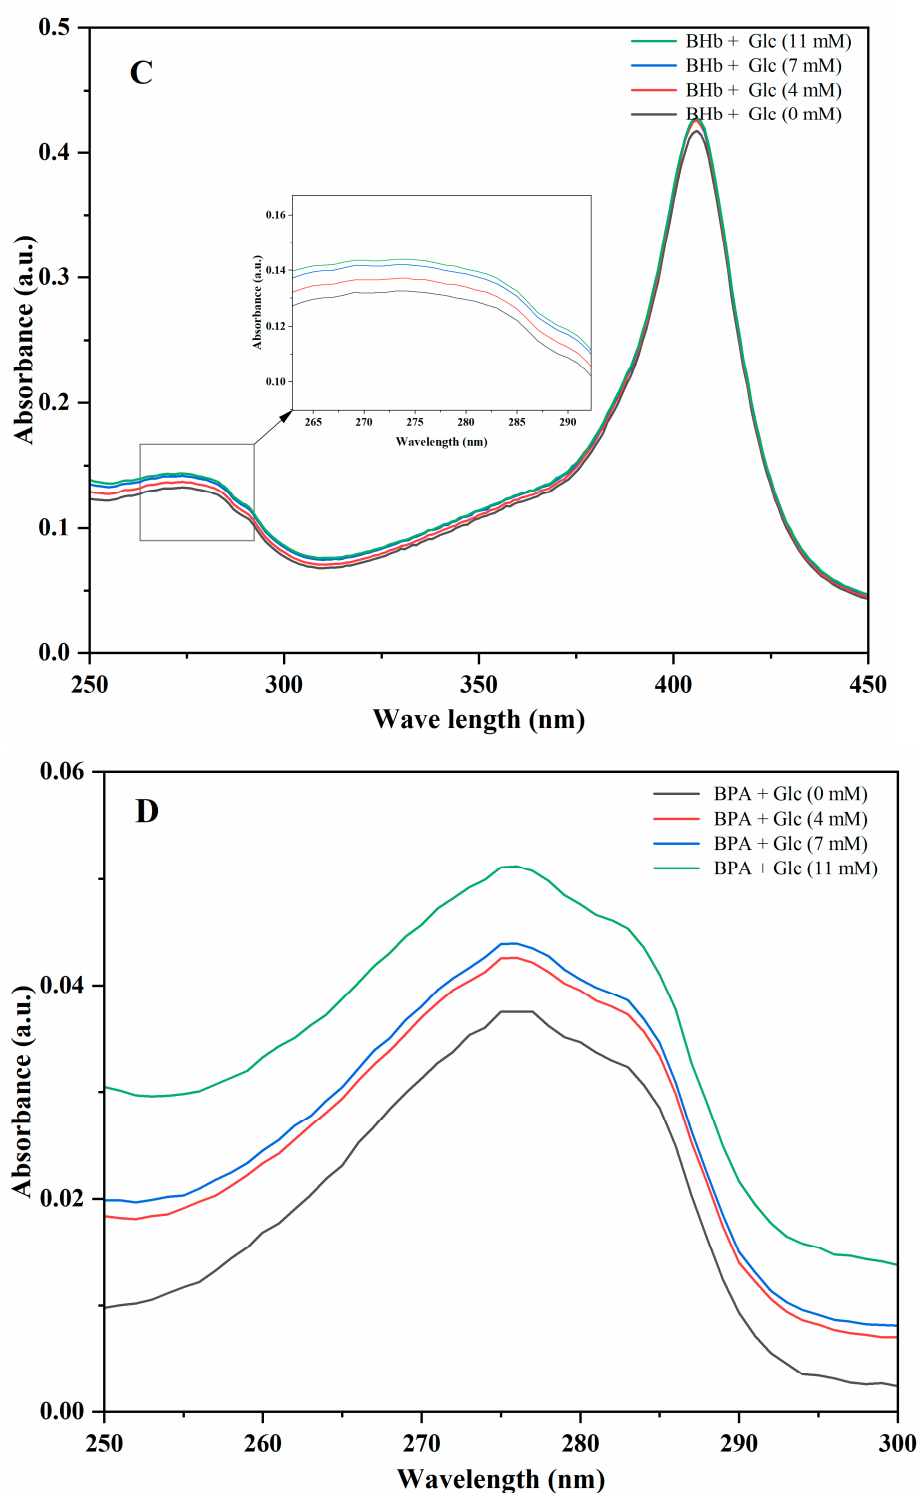 C
BHb + Glc (11 mM)
BHb + Glc (7 mM)
BHb + Glc (4 mM)
BHb + Glc (0 mM)
0.5
0.4
0.3
0.2
0.1
0.0
Absorbance (a.u.)
0.16
0.14
0.12
0.10
Absorbance (a.u.)
265 270 275 280 285 290
Wavelength (nm)
250 300 350 400 450
Wave length (nm)
D
BPA + Glc (0 mM)
BPA + Glc (4 mM)
BPA + Glc (7 mM)
BPA + Glc (11 mM)
0.06
0.04
0.02
0.00
Absorbance (a.u.)
250 260 270 280 290 300
Wavelength (nm)